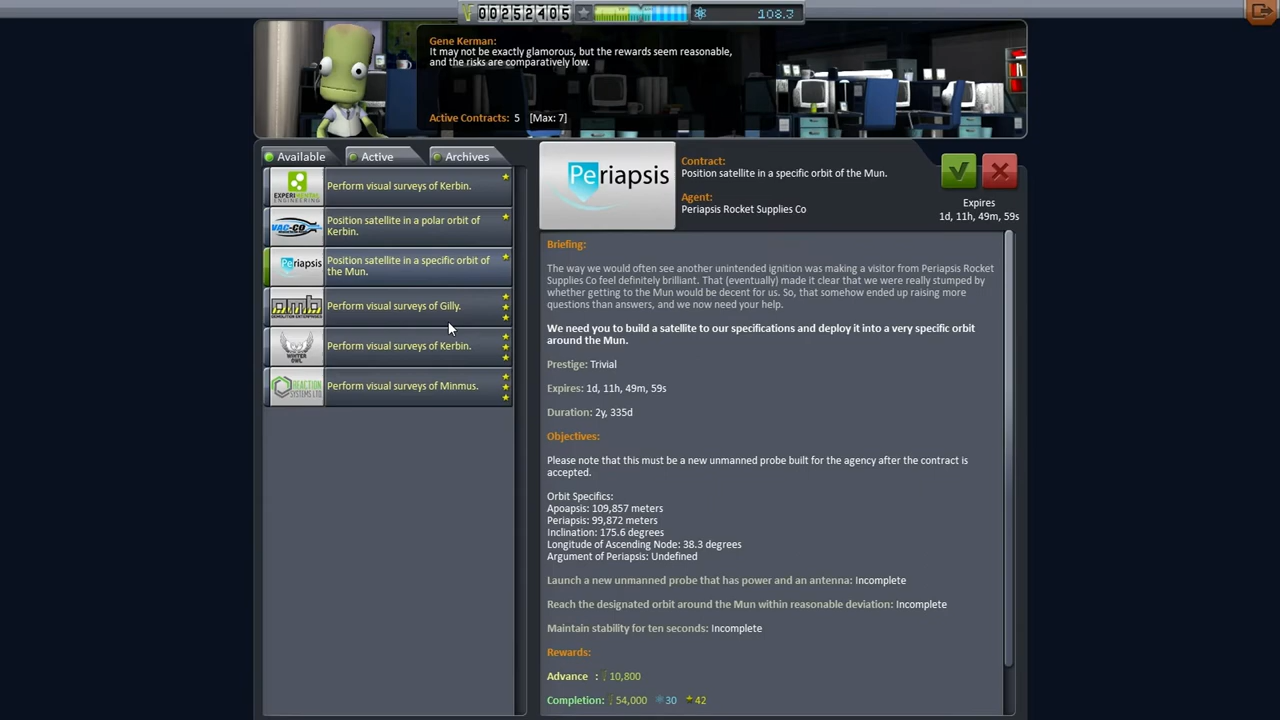 00252405
108.3
Gene Kerman:
It may not be exactly glamorous, but the rewards seem reasonable,
and the risks are comparatively low.
Active Contracts: 5 [Max: 7]
Available
Active
Archives
EXPERIMENTAL
ENGINEERING
Perform visual surveys of Kerbin.
VAC-CO
Position satellite in a polar orbit of
Kerbin.
Periapsis
Position satellite in a specific orbit of
the Mun.
DEMOLITION ENTERPRISES
Perform visual surveys of Gilly.
WINTER
OWL
Perform visual surveys of Kerbin.
REACTION
SYSTEMS LTD
Perform visual surveys of Minmus.
Periapsis
Contract:
Position satellite in a specific orbit of the Mun.
Agent:
Periapsis Rocket Supplies Co
Expires
1d, 11h, 49m, 59s
Briefing:
The way we would often see another unintended ignition was making a visitor from Periapsis Rocket
Supplies Co feel definitely brilliant. That (eventually) made it clear that we were really stumped by
whether getting to the Mun would be decent for us. So, that somehow ended up raising more
questions than answers, and we now need your help.
We need you to build a satellite to our specifications and deploy it into a very specific orbit
around the Mun.
Prestige: Trivial
Expires: 1d, 11h, 49m, 59s
Duration: 2y, 335d
Objectives:
Please note that this must be a new unmanned probe built for the agency after the contract is
accepted.
Orbit Specifics:
Apoapsis: 109,857 meters
Periapsis: 99,872 meters
Inclination: 175.6 degrees
Longitude of Ascending Node: 38.3 degrees
Argument of Periapsis: Undefined
Launch a new unmanned probe that has power and an antenna: Incomplete
Reach the designated orbit around the Mun within reasonable deviation: Incomplete
Maintain stability for ten seconds: Incomplete
Rewards:
Advance : 10,800
Completion: 54,000 30 +42